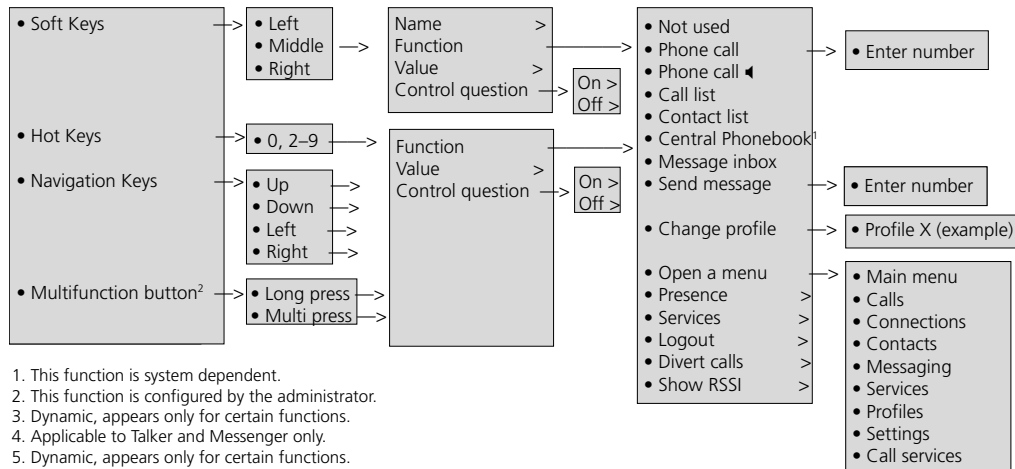 • Soft Keys
• Hot Keys
• Navigation Keys
• Multifunction button2
• Left
• Middle
• Right
• 0, 2–9
• Up
• Down
• Left
• Right
• Long press
• Multi press
Name >
Function
Value >
Control question
On >
Off >
Function
Value >
Control question
On >
Off >
• Not used
• Phone call
• Phone call
• Call list
• Contact list
• Central Phonebook1
• Message inbox
• Send message
• Change profile
• Open a menu
• Presence >
• Services >
• Logout >
• Divert calls >
• Show RSSI >
• Enter number
• Enter number
• Profile X (example)
• Main menu
• Calls
• Connections
• Contacts
• Messaging
• Services
• Profiles
• Settings
• Call services
1. This function is system dependent.
2. This function is configured by the administrator.
3. Dynamic, appears only for certain functions.
4. Applicable to Talker and Messenger only.
5. Dynamic, appears only for certain functions.